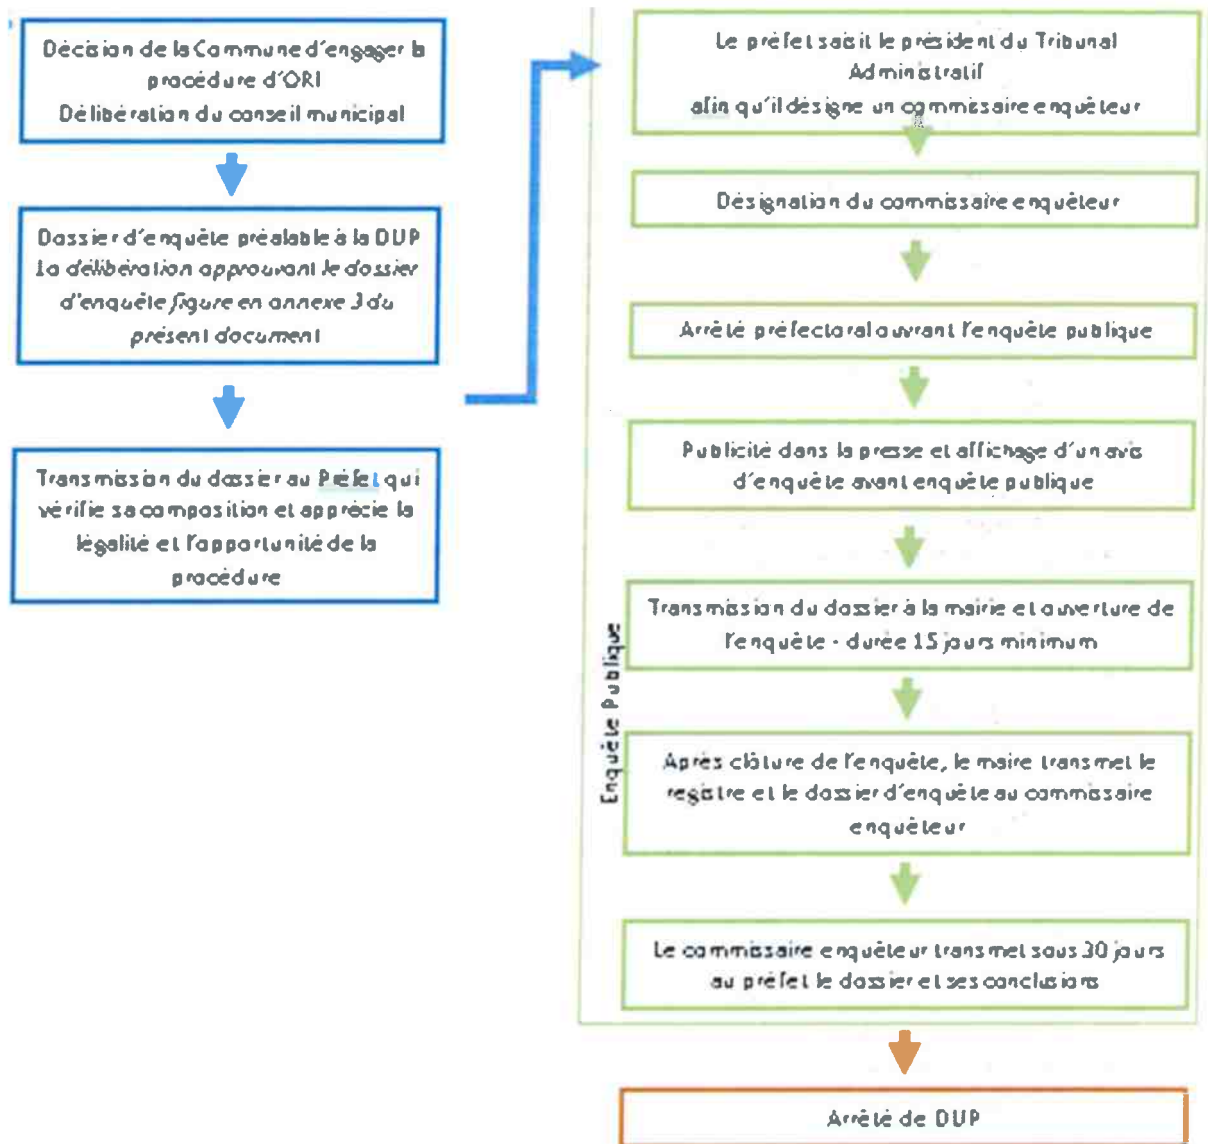 Décision de la Commune d'engager la
procédure d'ORI
Délibération du conseil municipal
Dossier d'enquête préalable à la DUP
La délibération approuvant le dossier
d'enquête figure en annexe 3 du
présent document
Transmission du dossier au Préfet qui
vérifie sa composition et apprécie la
légalité et l'opportunité de la
procédure
Le préfet saisit le président du Tribunal
Administratif
afin qu'il désigne un commissaire enquêteur
Désignation du commissaire enquêteur
Arrêté préfectoral ouvrant l'enquête publique
Publicité dans la presse et affichage d'un avis
d'enquête avant enquête publique
Transmission du dossier à la mairie et ouverture de
l'enquête - durée 15 jours minimum
Après clôture de l'enquête, le maire transmet le
registre et le dossier d'enquête au commissaire
enquêteur
Le commissaire enquêteur transmet sous 30 jours
au préfet le dossier et ses conclusions
Enquête Publique
Arrêté de DUP